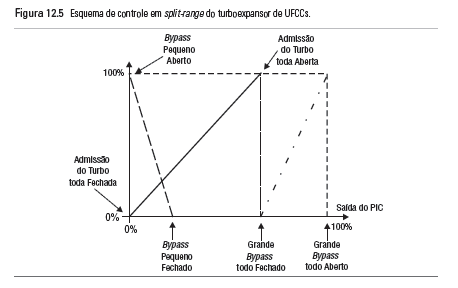 Figura 12.5 Esquema de controle em split-range do turboexpansor de UFCCs.
Bypass
Pequeno
Aberto
Admissão
do Turbo
toda Aberta
100%
Admissão
do Turbo
toda Fechada
0%
0%
Saída do PIC
100%
Bypass
Pequeno
Fechado
Grande
Bypass
todo Fechado
Grande
Bypass
todo Aberto